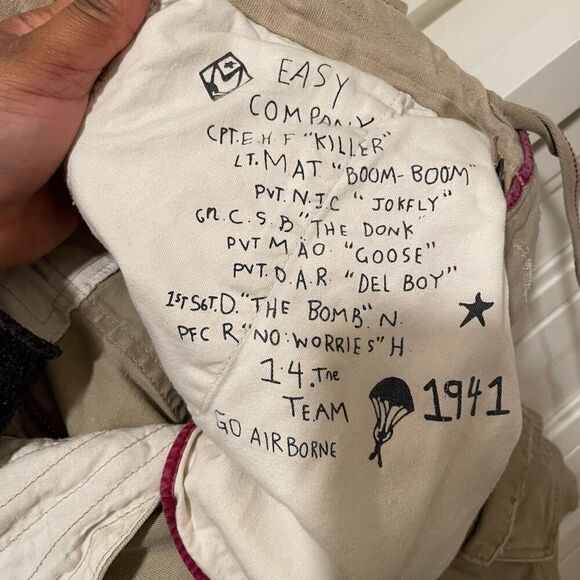 EASY
COMPANY
CPT.E.H.F "KILLER"
LT.MAT "BOOM-BOOM"
PVT.N.J.C "JOKFLY"
C.S.B "THE DONK"
PVT MAO "GOOSE"
PVT.D.A.R. "DEL BOY"
1ST SGT.D."THE BOMB".N.
PFC R"NO.WORRIES"H
1.4.The
TEAM
1941
GO AIRBORNE